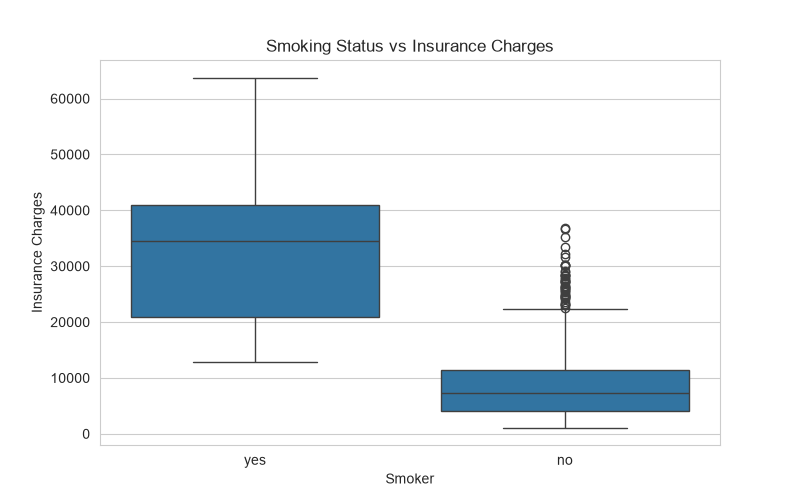 Smoking Status vs Insurance Charges
Insurance Charges
60000
50000
40000
30000
20000
10000
0
yes
no
Smoker